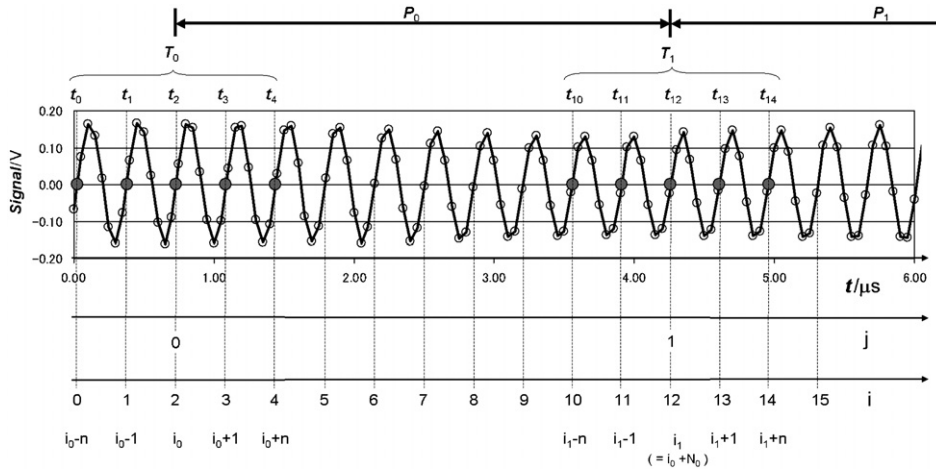 P₀ P₁
T₀ T₁
t₀ t₁ t₂ t₃ t₄ t₁₀ t₁₁ t₁₂ t₁₃ t₁₄
0.20
0.10
0.00
-0.10
-0.20
Signal/V
0.00 1.00 2.00 3.00 4.00 5.00 6.00
t/μs
0 1 j
0 1 2 3 4 5 6 7 8 9 10 11 12 13 14 15 i
i₀-n i₀-1 i₀ i₀+1 i₀+n i₁-n i₁-1 i₁ i₁+1 i₁+n
( = i₀ +N₀ )